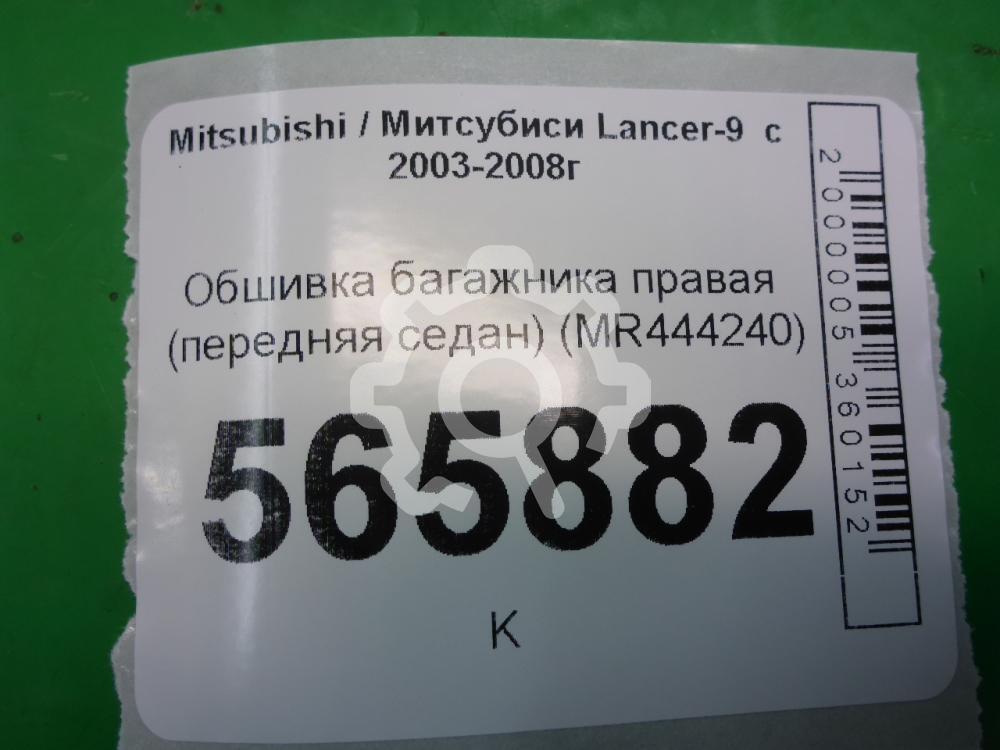 Mitsubishi / Митсубиси Lancer-9 с
2003-2008г
Обшивка багажника правая
(передняя седан) (MR444240)
565882
К
2000005360152